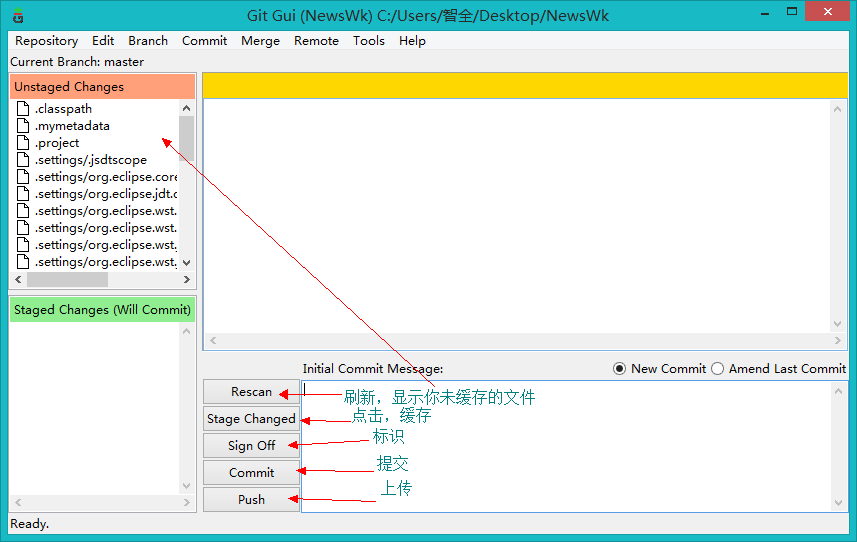 Git Gui (NewsWk) C:/Users/智全/Desktop/NewsWk
Repository Edit Branch Commit Merge Remote Tools Help
Current Branch: master
Unstaged Changes
.classpath
.mymetadata
.project
.settings/.jsdtscope
.settings/org.eclipse.core
.settings/org.eclipse.jdt.c
.settings/org.eclipse.wst.
.settings/org.eclipse.wst.
.settings/org.eclipse.wst.
.settings/org.eclipse.wst.
Staged Changes (Will Commit)
Initial Commit Message:
New Commit
Amend Last Commit
Rescan
刷新，显示你未缓存的文件
Stage Changed
点击，缓存
Sign Off
标识
Commit
提交
Push
上传
Ready.